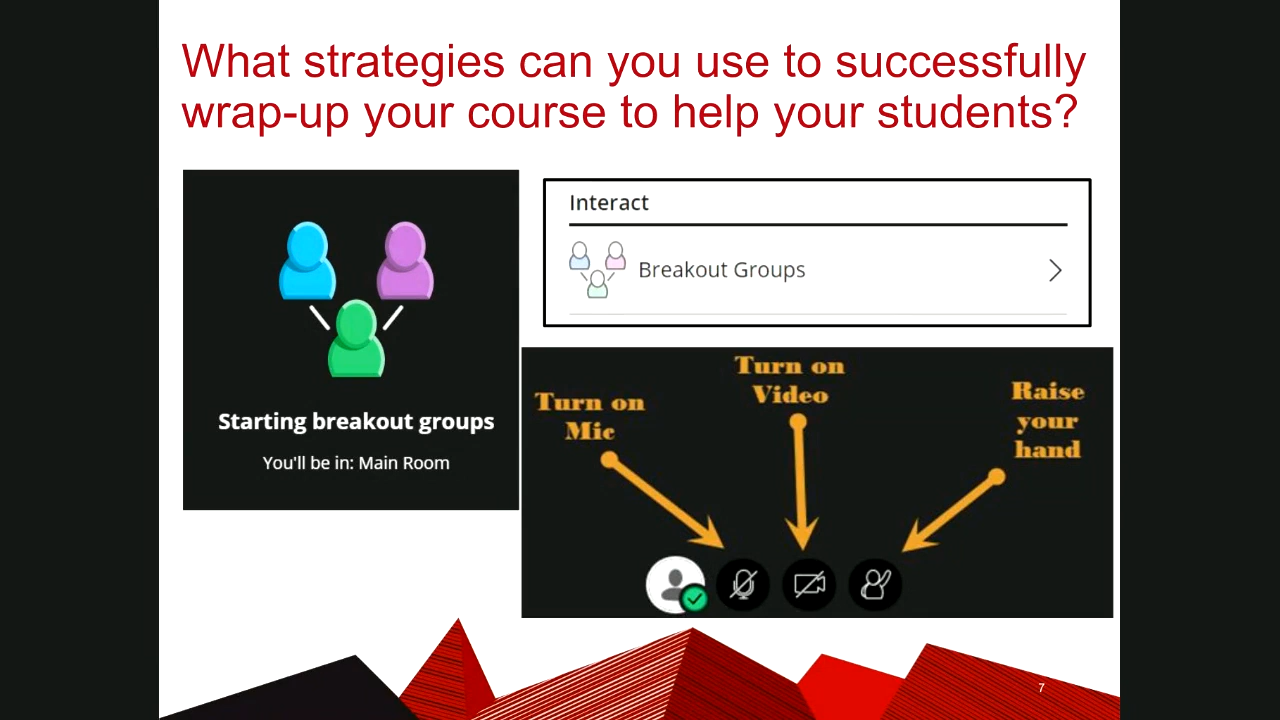 What strategies can you use to successfully
wrap-up your course to help your students?
Starting breakout groups
You'll be in: Main Room
Interact
Breakout Groups
Turn on
Mic
Turn on
Video
Raise
your
hand
7